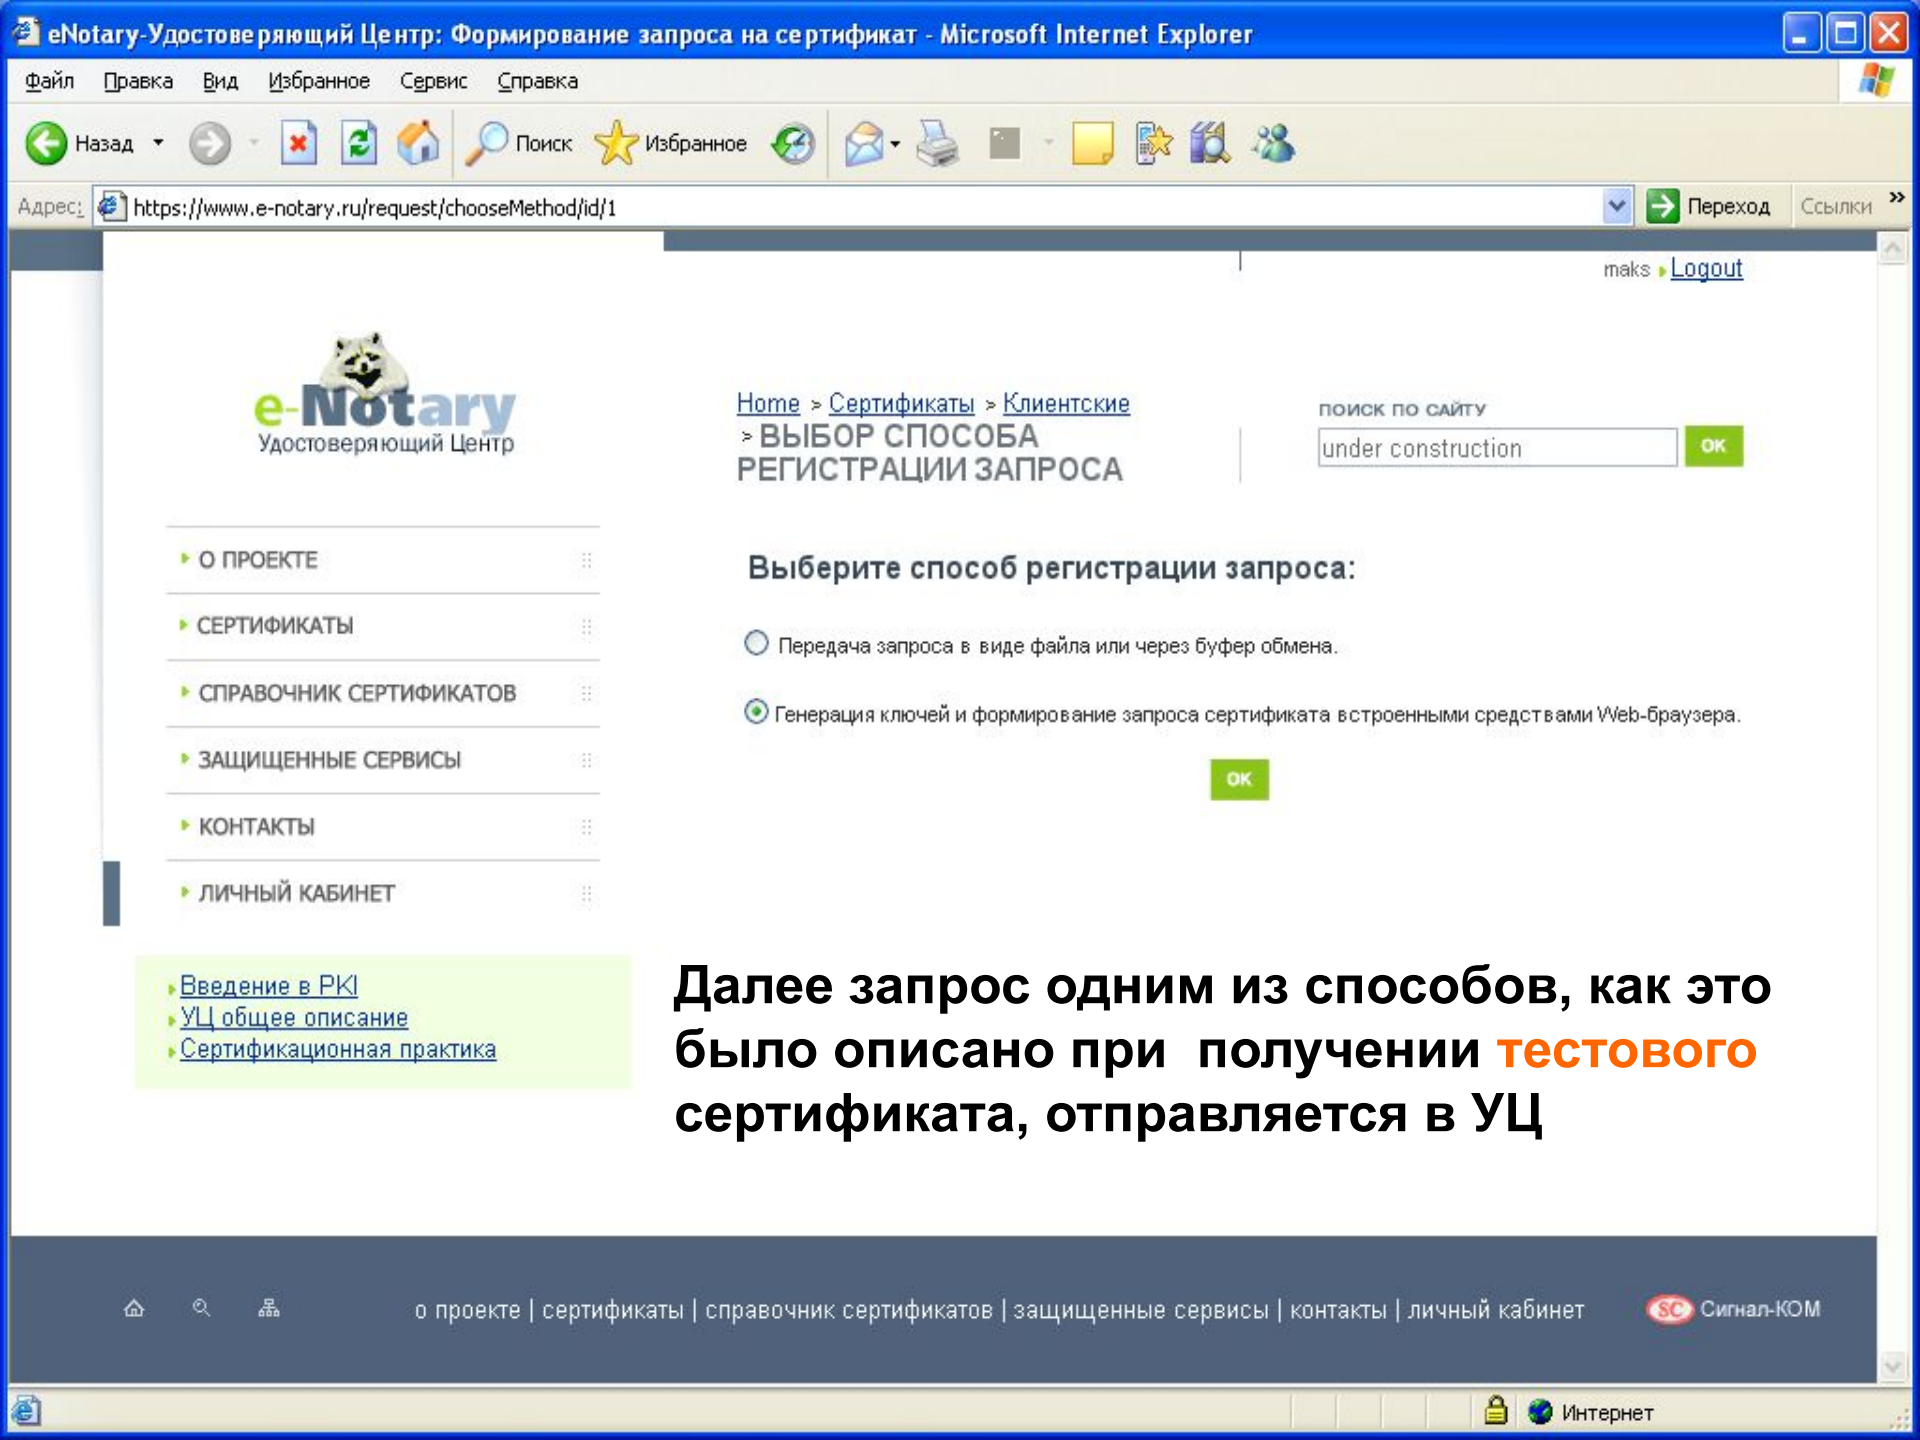 eNotary-Удостоверяющий Центр: Формирование запроса на сертификат - Microsoft Internet Explorer
Файл Правка Вид Избранное Сервис Справка
Назад Поиск Избранное
Адрес: https://www.e-notary.ru/request/chooseMethod/id/1 Переход Ссылки »
maks Logout
e-Notary
Удостоверяющий Центр
Home > Сертификаты > Клиентские
> ВЫБОР СПОСОБА
РЕГИСТРАЦИИ ЗАПРОСА
ПОИСК ПО САЙТУ
under construction OK
О ПРОЕКТЕ
СЕРТИФИКАТЫ
СПРАВОЧНИК СЕРТИФИКАТОВ
ЗАЩИЩЕННЫЕ СЕРВИСЫ
КОНТАКТЫ
ЛИЧНЫЙ КАБИНЕТ
Введение в PKI
УЦ общее описание
Сертификационная практика
Выберите способ регистрации запроса:
Передача запроса в виде файла или через буфер обмена.
Генерация ключей и формирование запроса сертификата встроенными средствами Web-браузера.
OK
Далее запрос одним из способов, как это
было описано при получении тестового
сертификата, отправляется в УЦ
о проекте | сертификаты | справочник сертификатов | защищенные сервисы | контакты | личный кабинет
SC Сигнал-КОМ
Интернет